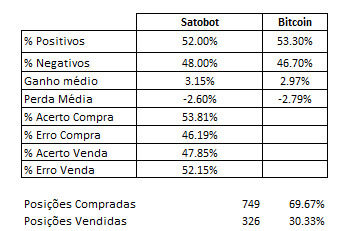 Satobot Bitcoin
% Positivos 52.00% 53.30%
% Negativos 48.00% 46.70%
Ganho médio 3.15% 2.97%
Perda Média -2.60% -2.79%
% Acerto Compra 53.81%
% Erro Compra 46.19%
% Acerto Venda 47.85%
% Erro Venda 52.15%
Posições Compradas 749 69.67%
Posições Vendidas 326 30.33%